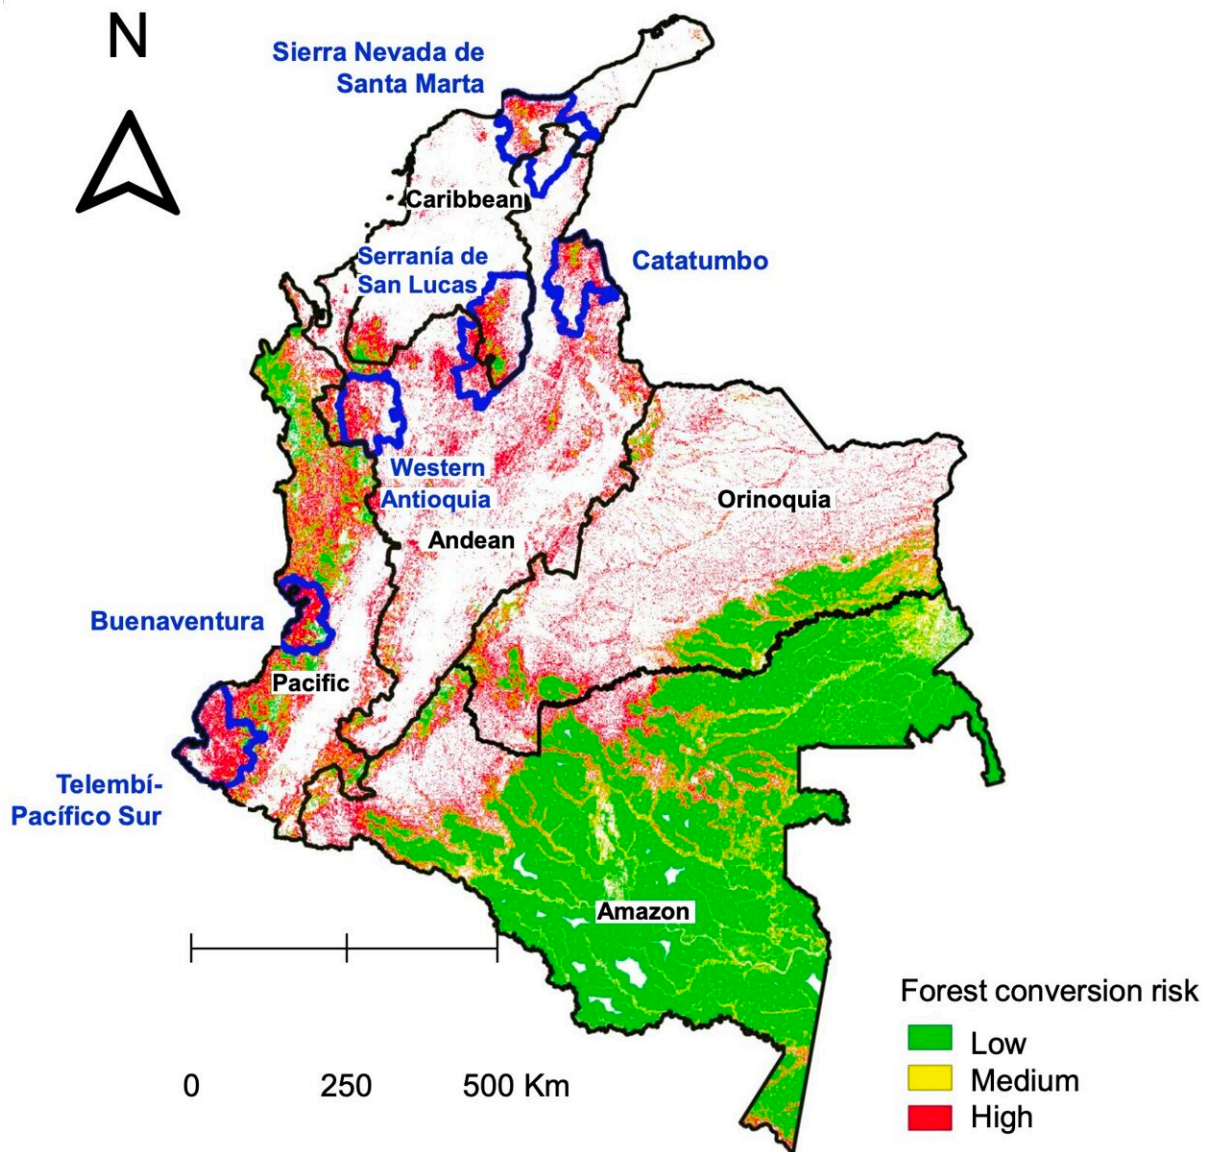 N
Sierra Nevada de
Santa Marta
Caribbean
Serranía de
San Lucas
Catatumbo
Western
Antioquia
Orinoquia
Andean
Buenaventura
Pacific
Telembí-
Pacífico Sur
Amazon
Forest conversion risk
Low
Medium
High
0 250 500 Km